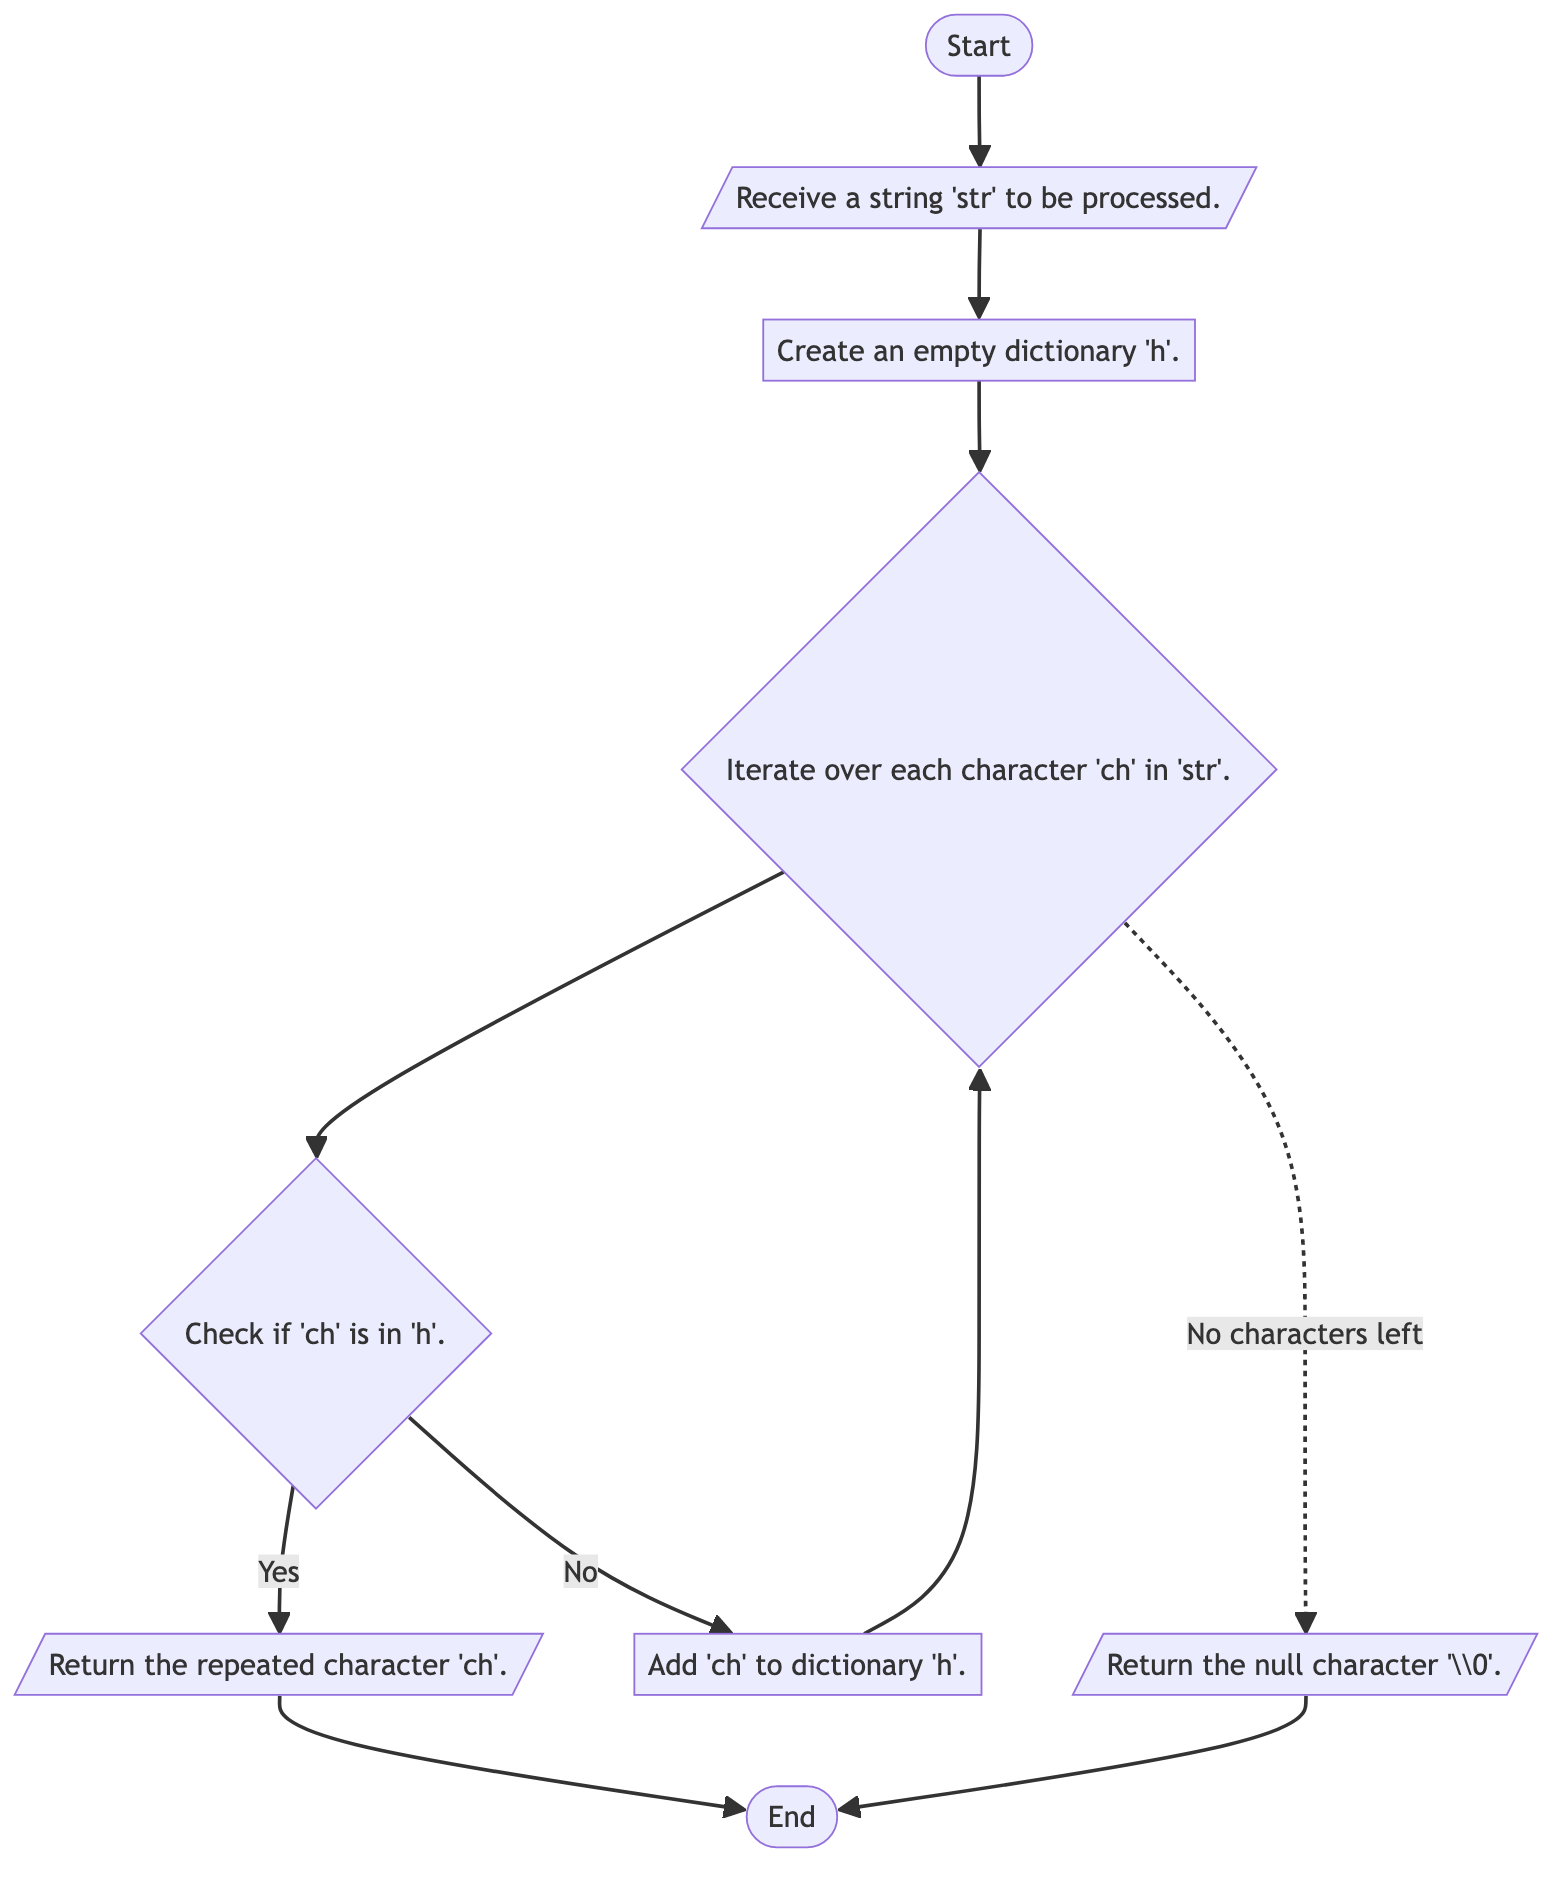 Start
Receive a string 'str' to be processed.
Create an empty dictionary 'h'.
Iterate over each character 'ch' in 'str'.
Check if 'ch' is in 'h'.
No characters left
Yes
No
Return the repeated character 'ch'.
Add 'ch' to dictionary 'h'.
Return the null character '\\0'.
End